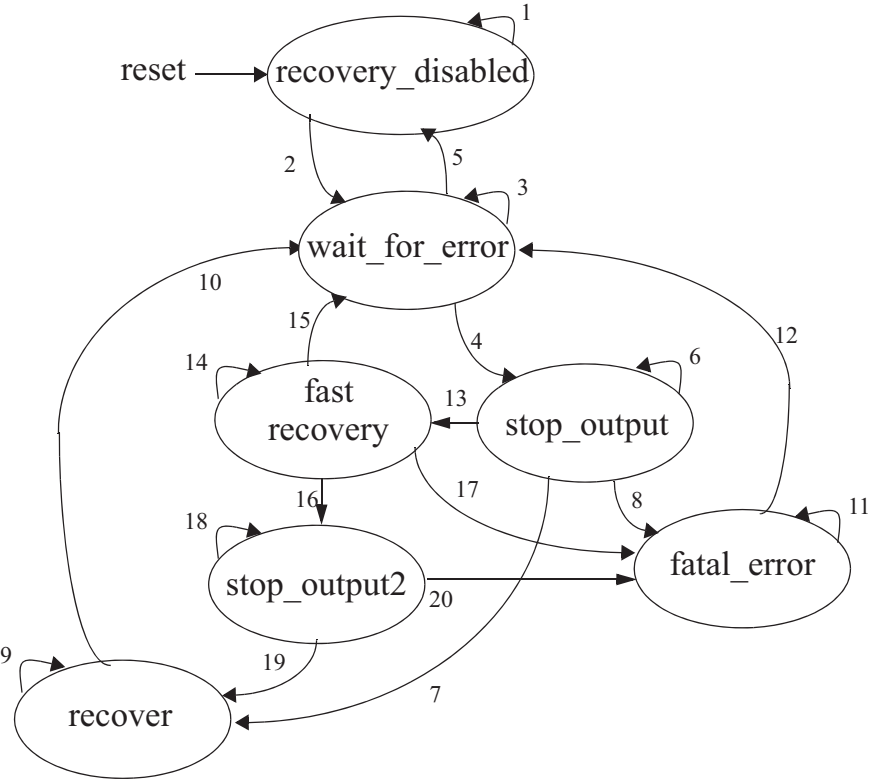 1
reset
recovery_disabled
2
5
3
wait_for_error
10
15
4
12
14
fast
recovery
13
6
stop_output
16
17
8
11
18
stop_output2
20
fatal_error
9
19
7
recover